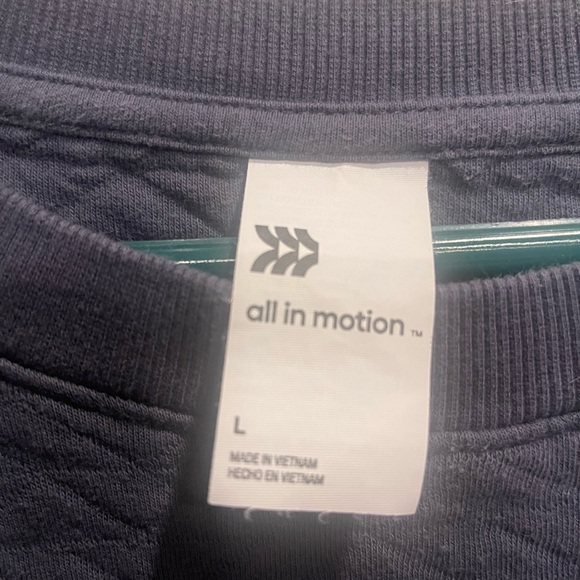 all in motion ™
L
MADE IN VIETNAM
HECHO EN VIETNAM